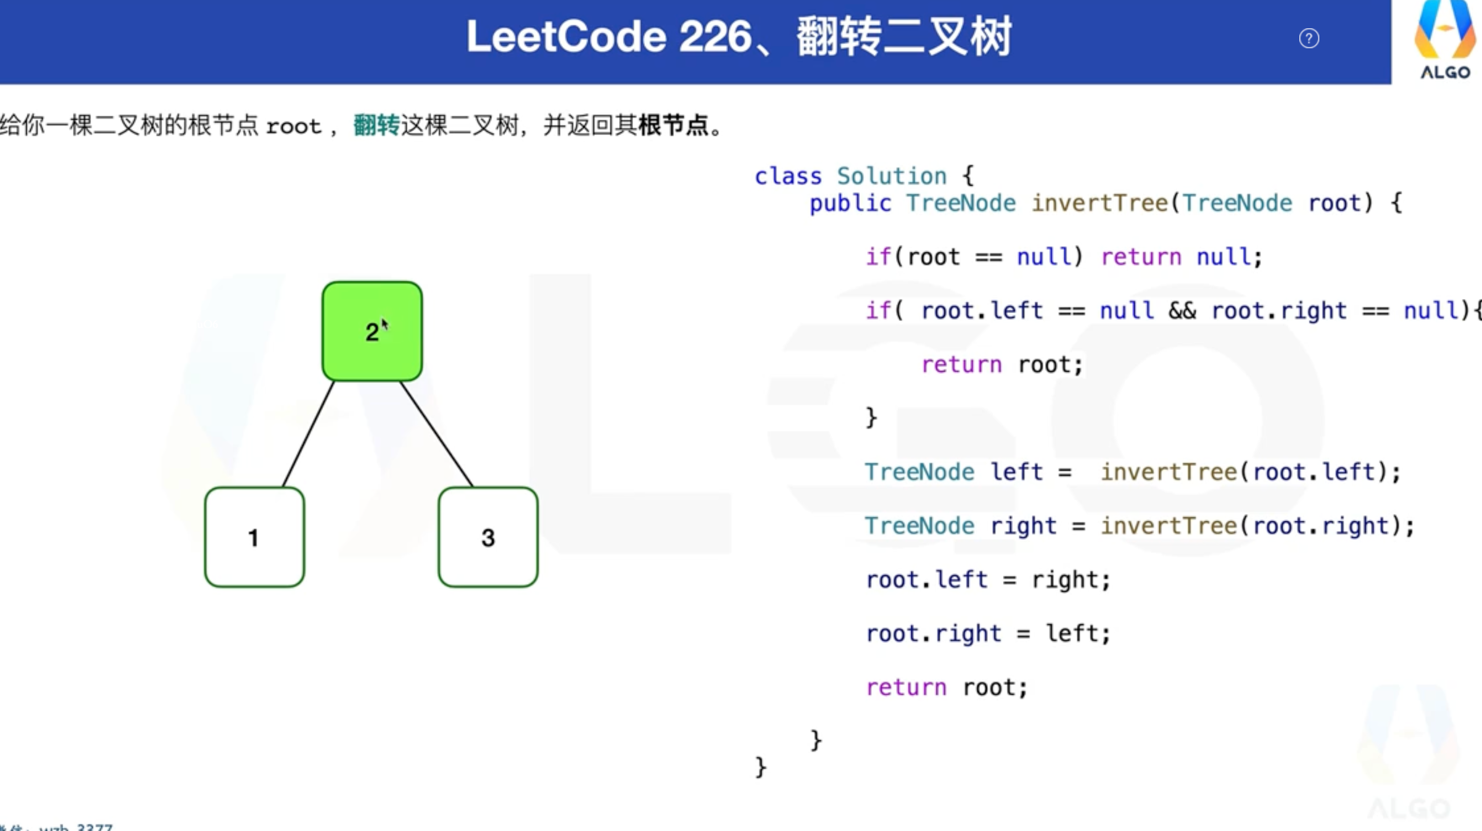 LeetCode 226、翻转二叉树
?
ALGO
给你一棵二叉树的根节点 root ，翻转这棵二叉树，并返回其根节点。
2
1
3
class Solution {
public TreeNode invertTree(TreeNode root) {
if(root == null) return null;
if( root.left == null && root.right == null){
return root;
}
TreeNode left =  invertTree(root.left);
TreeNode right = invertTree(root.right);
root.left = right;
root.right = left;
return root;
}
}
ALGO
ALGO
微信：wzb_3377